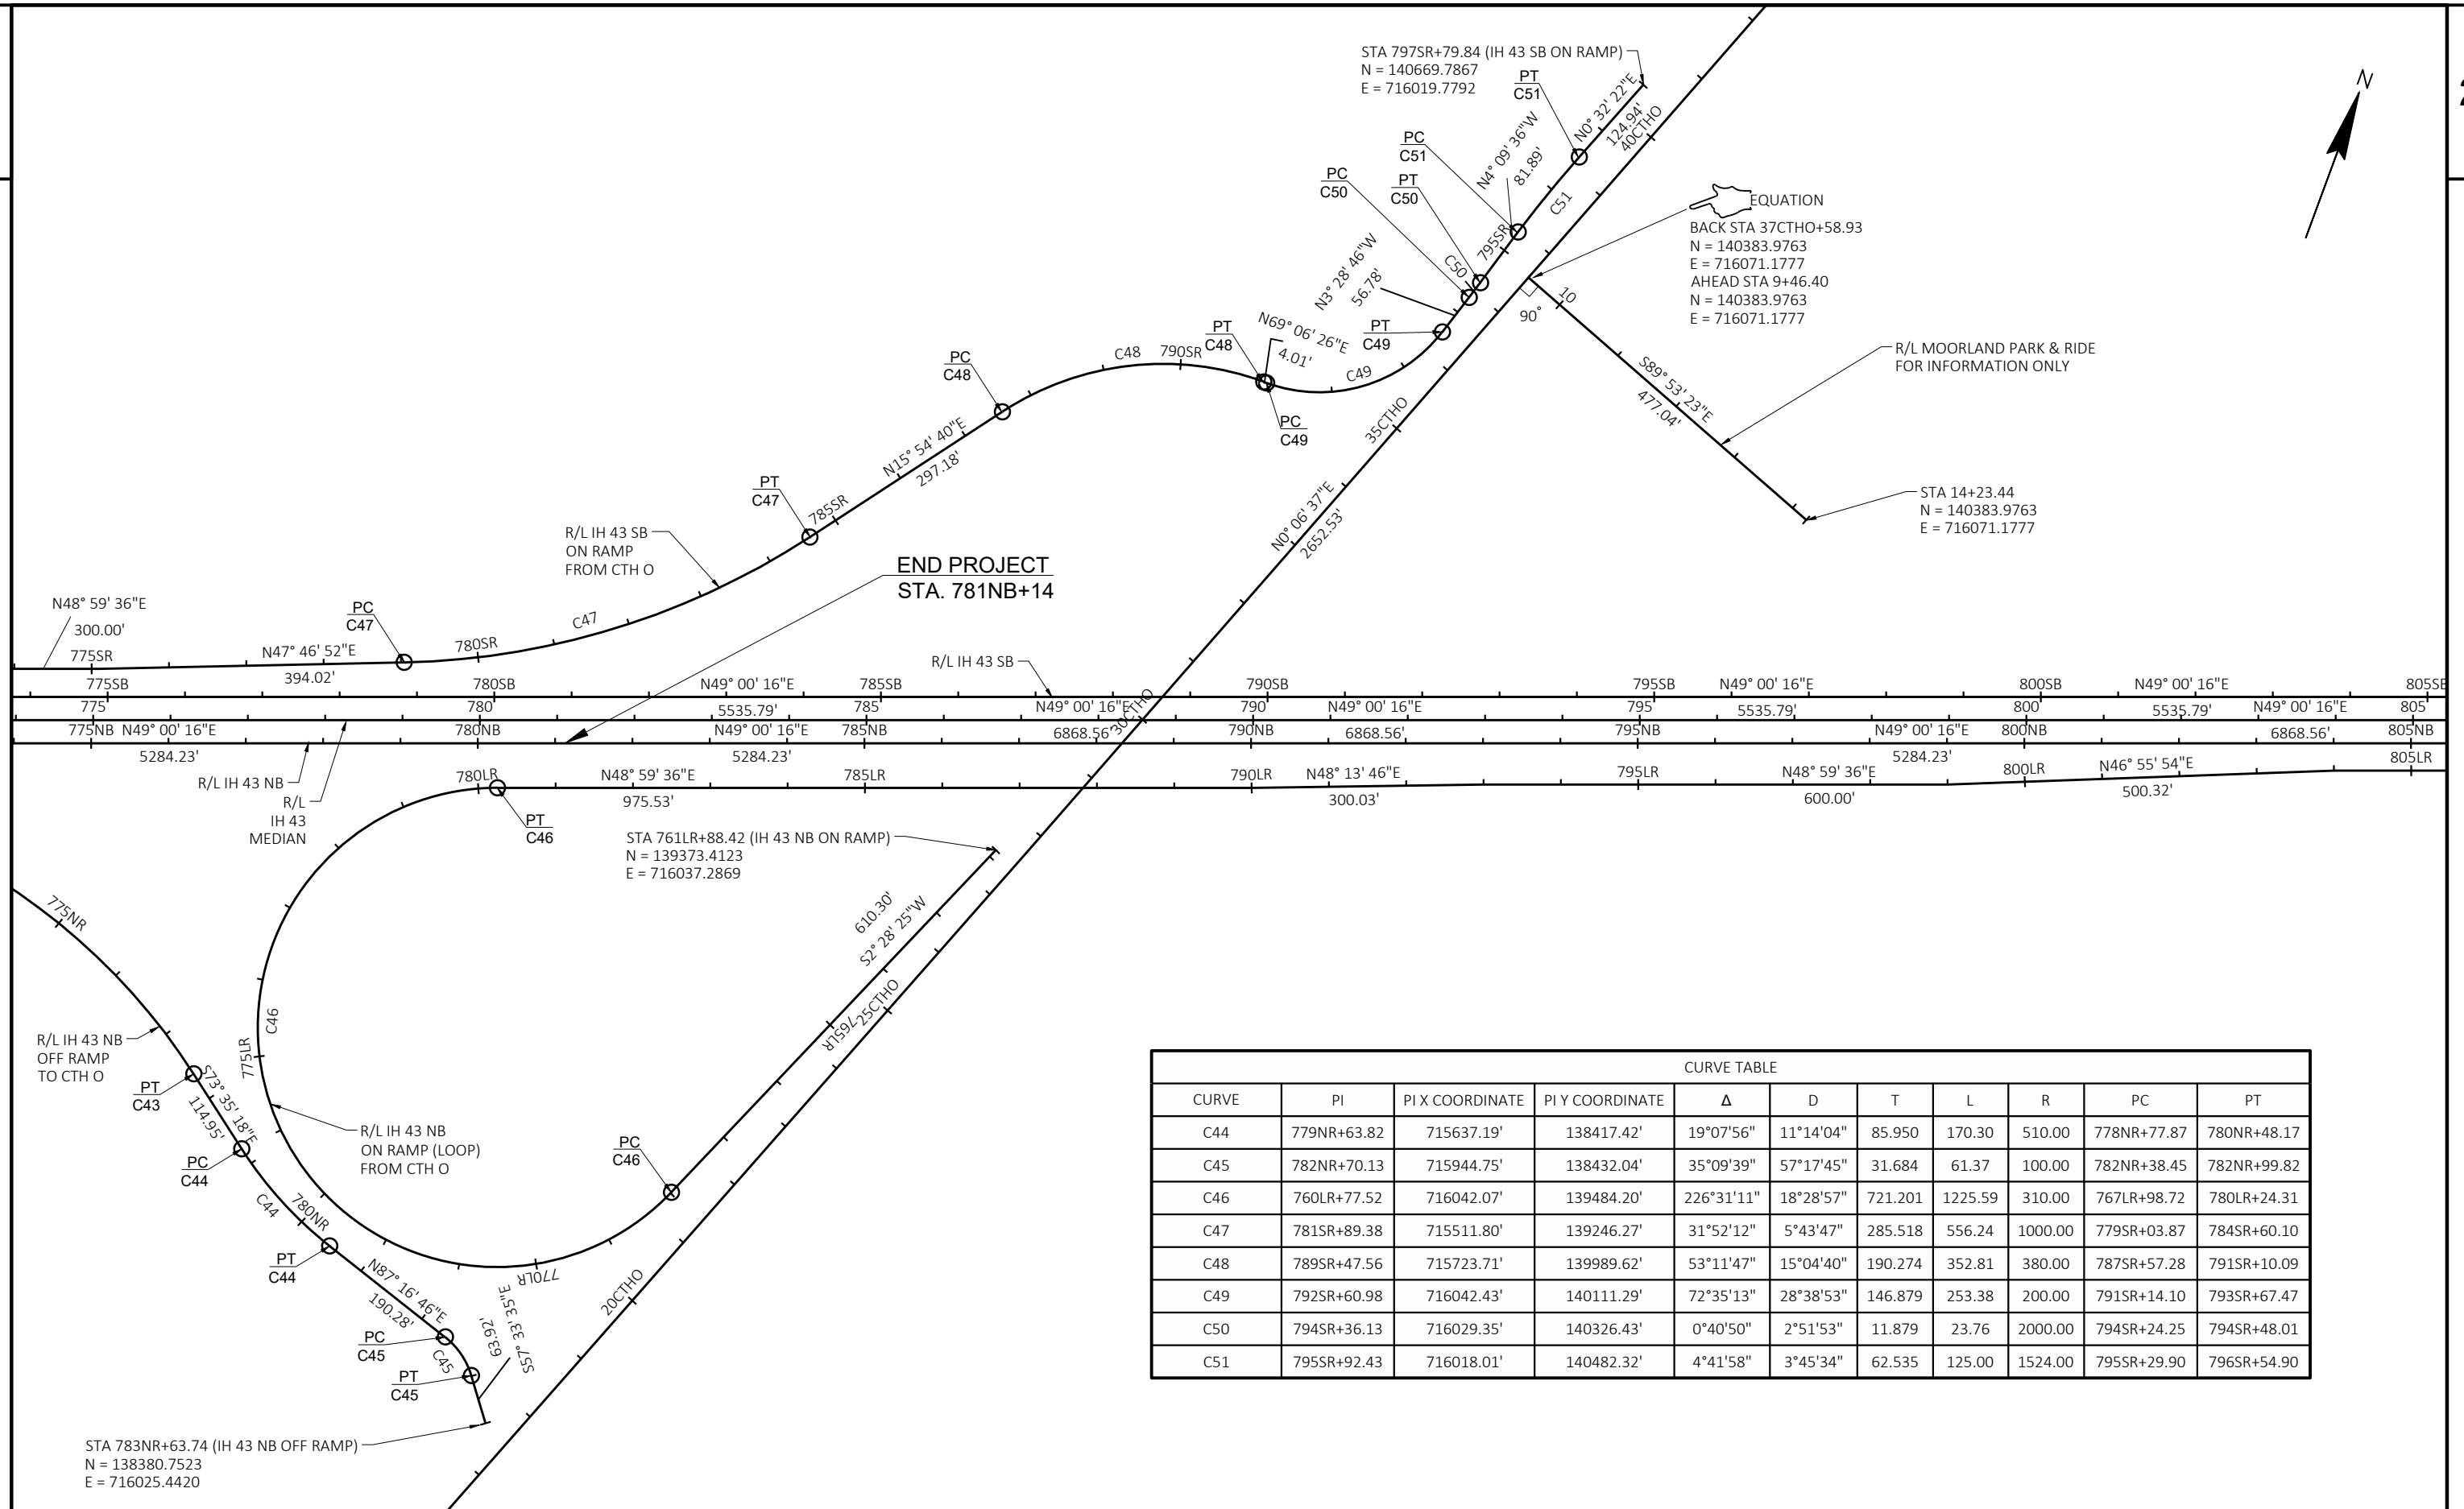 STA 797SR+79.84 (IH 43 SB ON RAMP)
N = 140669.7867
E = 716019.7792
PT
C51
N0° 32' 22"E
124.94'
40CTHO
N
PC
C51
N4° 09' 36"W
81.89'
PC
C50
PT
C50
C51
795SR
C50
EQUATION
BACK STA 37CTHO+58.93
N = 140383.9763
E = 716071.1777
AHEAD STA 9+46.40
N = 140383.9763
E = 716071.1777
N3° 28' 46"W
56.78'
10
90°
PT
C48
N69° 06' 26"E
4.01'
PT
C49
R/L MOORLAND PARK & RIDE
FOR INFORMATION ONLY
PC
C48
C48
790SR
C49
S89° 53' 23"E
477.04'
PC
C49
35CTHO
N15° 54' 40"E
297.18'
PT
C47
785SR
STA 14+23.44
N = 140383.9763
E = 716071.1777
R/L IH 43 SB
ON RAMP
FROM CTH O
N0° 06' 37"E
2652.53'
END PROJECT
STA. 781NB+14
N48° 59' 36"E
300.00'
PC
C47
C47
775SR
N47° 46' 52"E
394.02'
780SR
R/L IH 43 SB
775SB
780SB
N49° 00' 16"E
785SB
790SB
795SB
N49° 00' 16"E
800SB
N49° 00' 16"E
805SB
30CTHO
775
780
5535.79'
785
N49° 00' 16"E
790
N49° 00' 16"E
795
5535.79'
800
5535.79'
N49° 00' 16"E
805
775NB
N49° 00' 16"E
780NB
N49° 00' 16"E
785NB
6868.56'
790NB
6868.56'
795NB
N49° 00' 16"E
800NB
6868.56'
805NB
5284.23'
5284.23'
5284.23'
R/L IH 43 NB
R/L
IH 43
MEDIAN
780LR
N48° 59' 36"E
975.53'
785LR
790LR
N48° 13' 46"E
300.03'
795LR
N48° 59' 36"E
600.00'
800LR
N46° 55' 54"E
500.32'
805LR
PT
C46
STA 761LR+88.42 (IH 43 NB ON RAMP)
N = 139373.4123
E = 716037.2869
775NR
610.30'
S2° 28' 25"W
25CTHO
765LR
C46
775LR
R/L IH 43 NB
OFF RAMP
TO CTH O
PT
C43
S73° 35' 18"E
114.95'
PC
C44
R/L IH 43 NB
ON RAMP (LOOP)
FROM CTH O
PC
C46
C44
780NR
PT
C44
N87° 16' 46"E
190.28'
770LR
20CTHO
PC
C45
C45
PT
C45
S57° 33' 35"E
63.92'
STA 783NR+63.74 (IH 43 NB OFF RAMP)
N = 138380.7523
E = 716025.4420
CURVE TABLE
CURVE PI PI X COORDINATE PI Y COORDINATE Δ D T L R PC PT
C44 779NR+63.82 715637.19' 138417.42' 19°07'56" 11°14'04" 85.950 170.30 510.00 778NR+77.87 780NR+48.17
C45 782NR+70.13 715944.75' 138432.04' 35°09'39" 57°17'45" 31.684 61.37 100.00 782NR+38.45 782NR+99.82
C46 760LR+77.52 716042.07' 139484.20' 226°31'11" 18°28'57" 721.201 1225.59 310.00 767LR+98.72 780LR+24.31
C47 781SR+89.38 715511.80' 139246.27' 31°52'12" 5°43'47" 285.518 556.24 1000.00 779SR+03.87 784SR+60.10
C48 789SR+47.56 715723.71' 139989.62' 53°11'47" 15°04'40" 190.274 352.81 380.00 787SR+57.28 791SR+10.09
C49 792SR+60.98 716042.43' 140111.29' 72°35'13" 28°38'53" 146.879 253.38 200.00 791SR+14.10 793SR+67.47
C50 794SR+36.13 716029.35' 140326.43' 0°40'50" 2°51'53" 11.879 23.76 2000.00 794SR+24.25 794SR+48.01
C51 795SR+92.43 716018.01' 140482.32' 4°41'58" 3°45'34" 62.535 125.00 1524.00 795SR+29.90 796SR+54.90